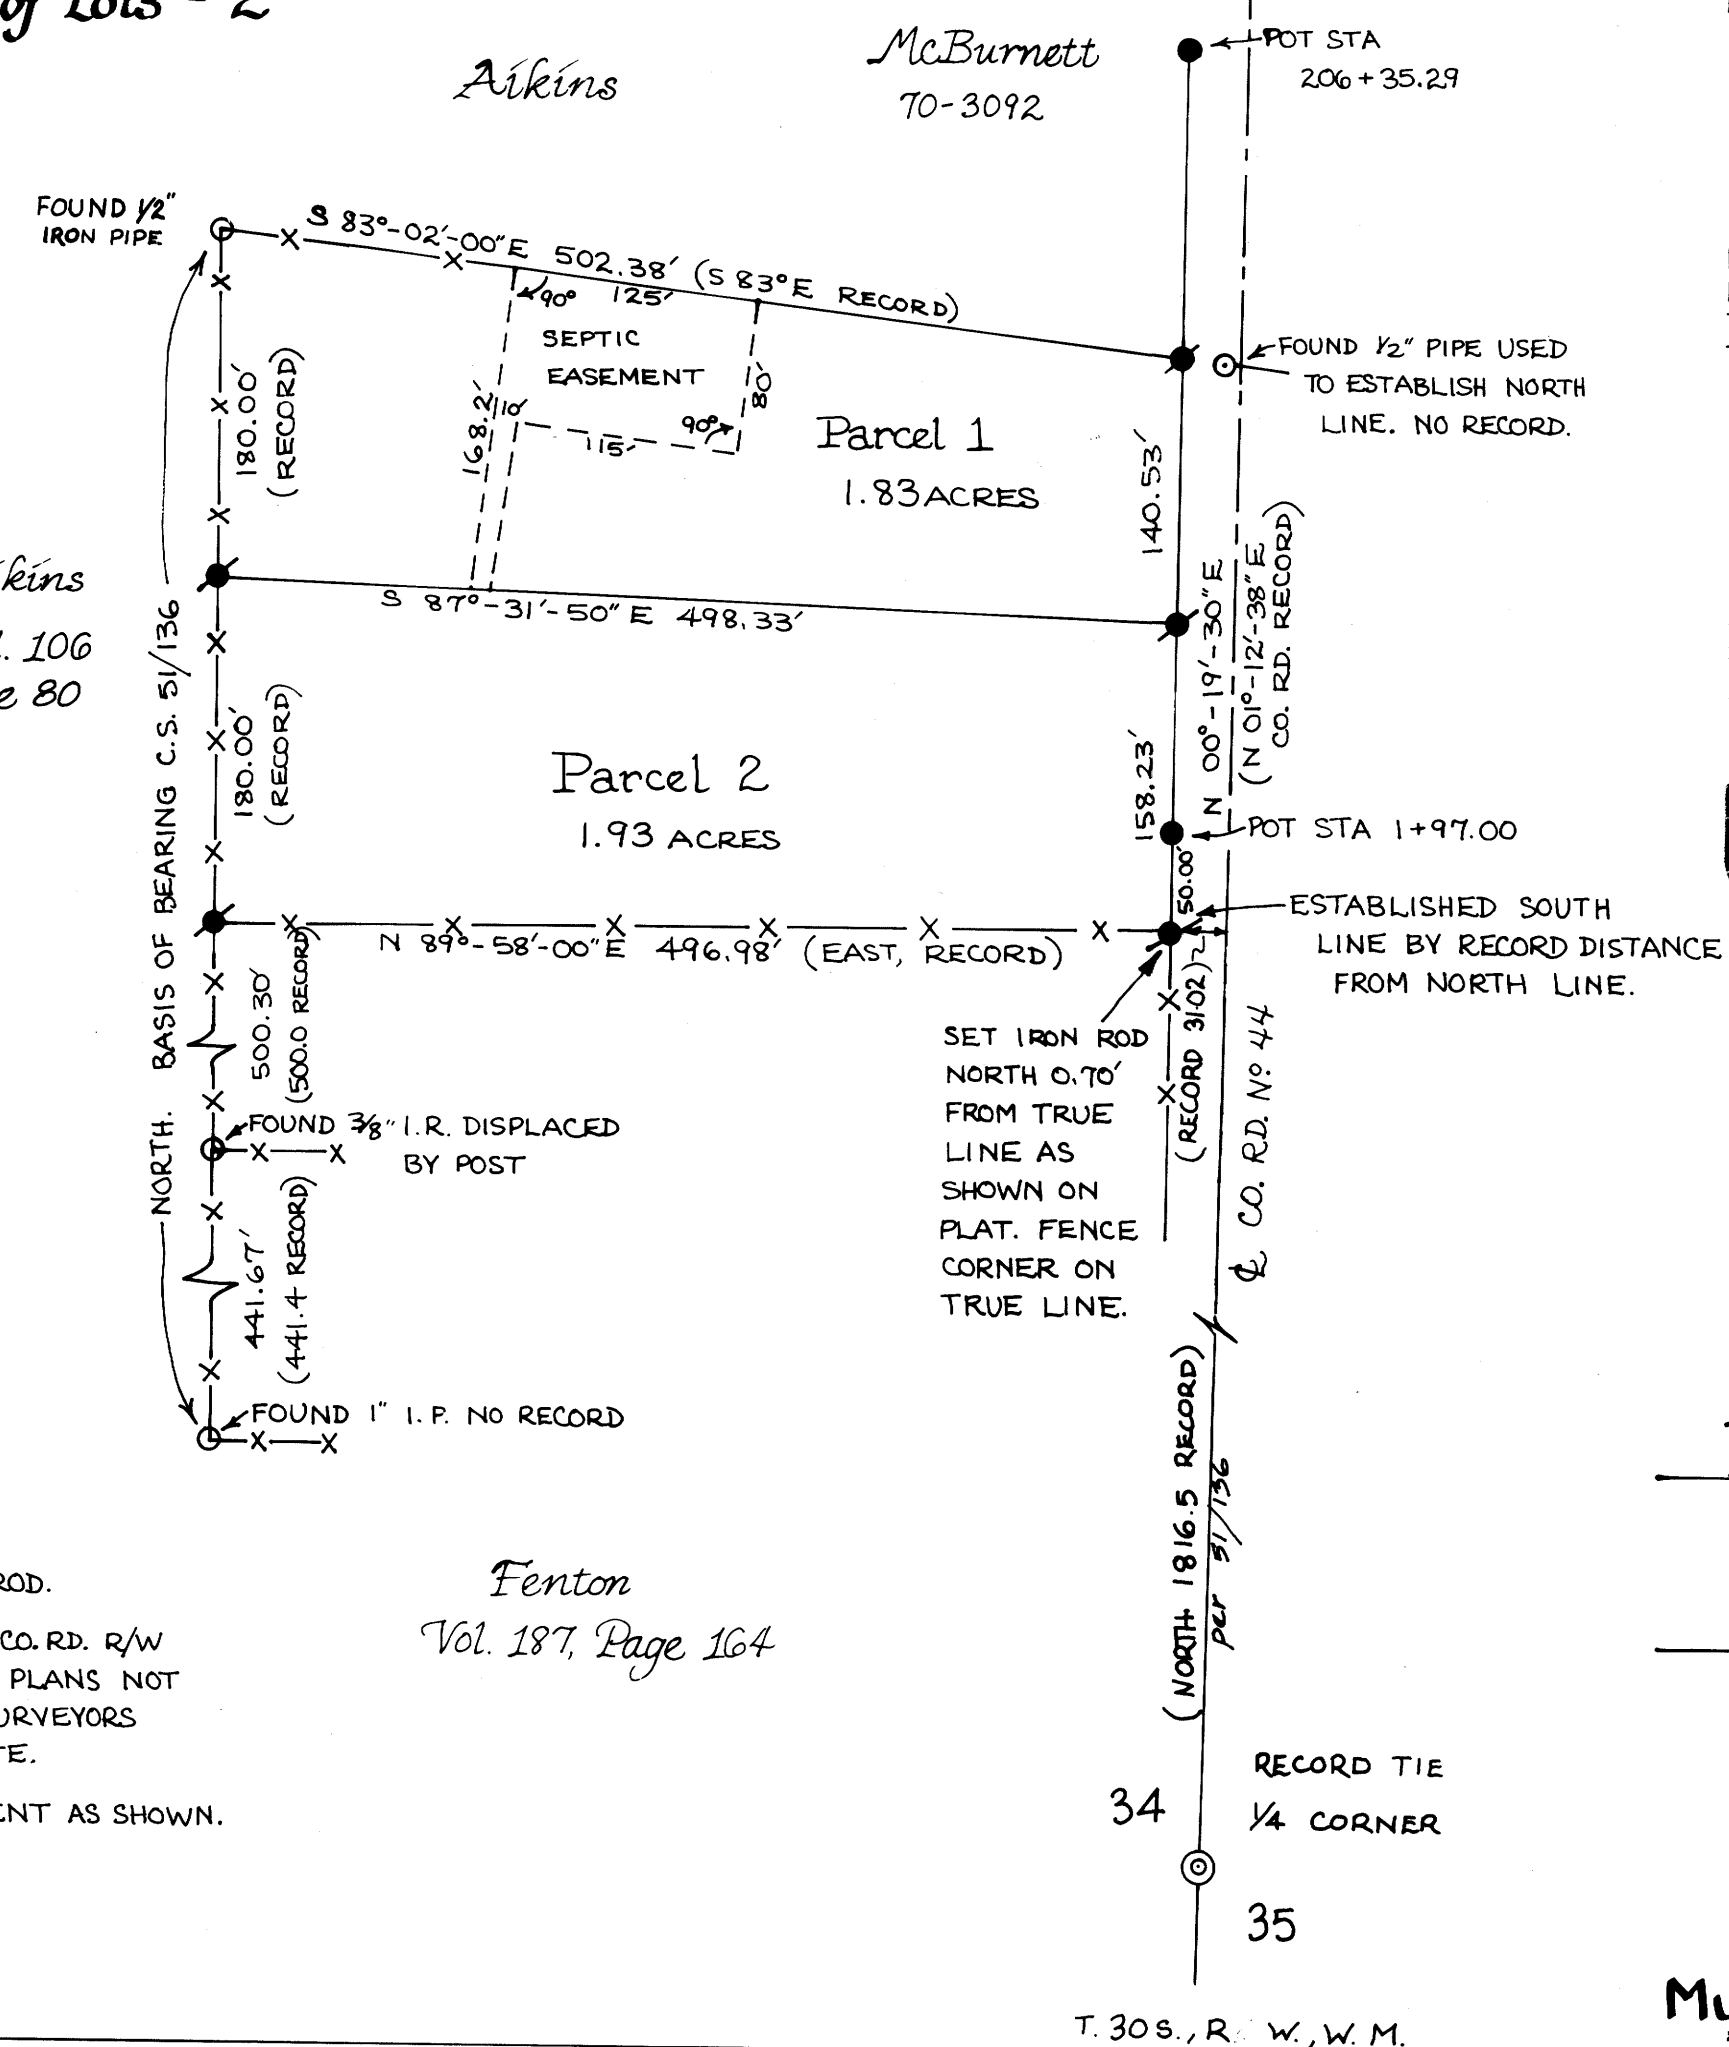 of Lots - 2
Aikins
McBurnett
70-3092
POT STA
206+35.29
FOUND 1/2"
IRON PIPE
S 83°-02'-00"E 502.38' (S 83°E RECORD)
90° 125'
SEPTIC
EASEMENT
168.2'
10'
115'
90°
80'
Parcel 1
1.83 ACRES
FOUND 1/2" PIPE USED
TO ESTABLISH NORTH
LINE. NO RECORD.
180.00'
(RECORD)
140.53'
S 87°-31'-50" E 498.33'
kins
106
80
N 00°-19'-30" E
(N 01°-12'-38" E
CO. RD. RECORD)
180.00'
(RECORD)
Parcel 2
1.93 ACRES
158.23'
POT STA 1+97.00
50.00'
ESTABLISHED SOUTH
LINE BY RECORD DISTANCE
FROM NORTH LINE.
N 89°-58'-00" E 496.98' (EAST, RECORD)
NORTH. BASIS OF BEARING C.S. 51/136
500.30'
(500.0 RECORD)
(RECORD 31.02)
SET IRON ROD
NORTH 0.70'
FROM TRUE
LINE AS
SHOWN ON
PLAT. FENCE
CORNER ON
TRUE LINE.
FOUND 3/8" I.R. DISPLACED
BY POST
℄ CO. RD. Nº 44
441.67'
(441.4 RECORD)
FOUND 1" I.P. NO RECORD
(NORTH 1816.5 RECORD)
per 51/136
Fenton
Vol. 187, Page 164
ROD.
CO. RD. R/W
PLANS NOT
URVEYORS
TE.
ENT AS SHOWN.
RECORD TIE
1/4 CORNER
34
35
T. 30 S., R. W., W. M.
Mu